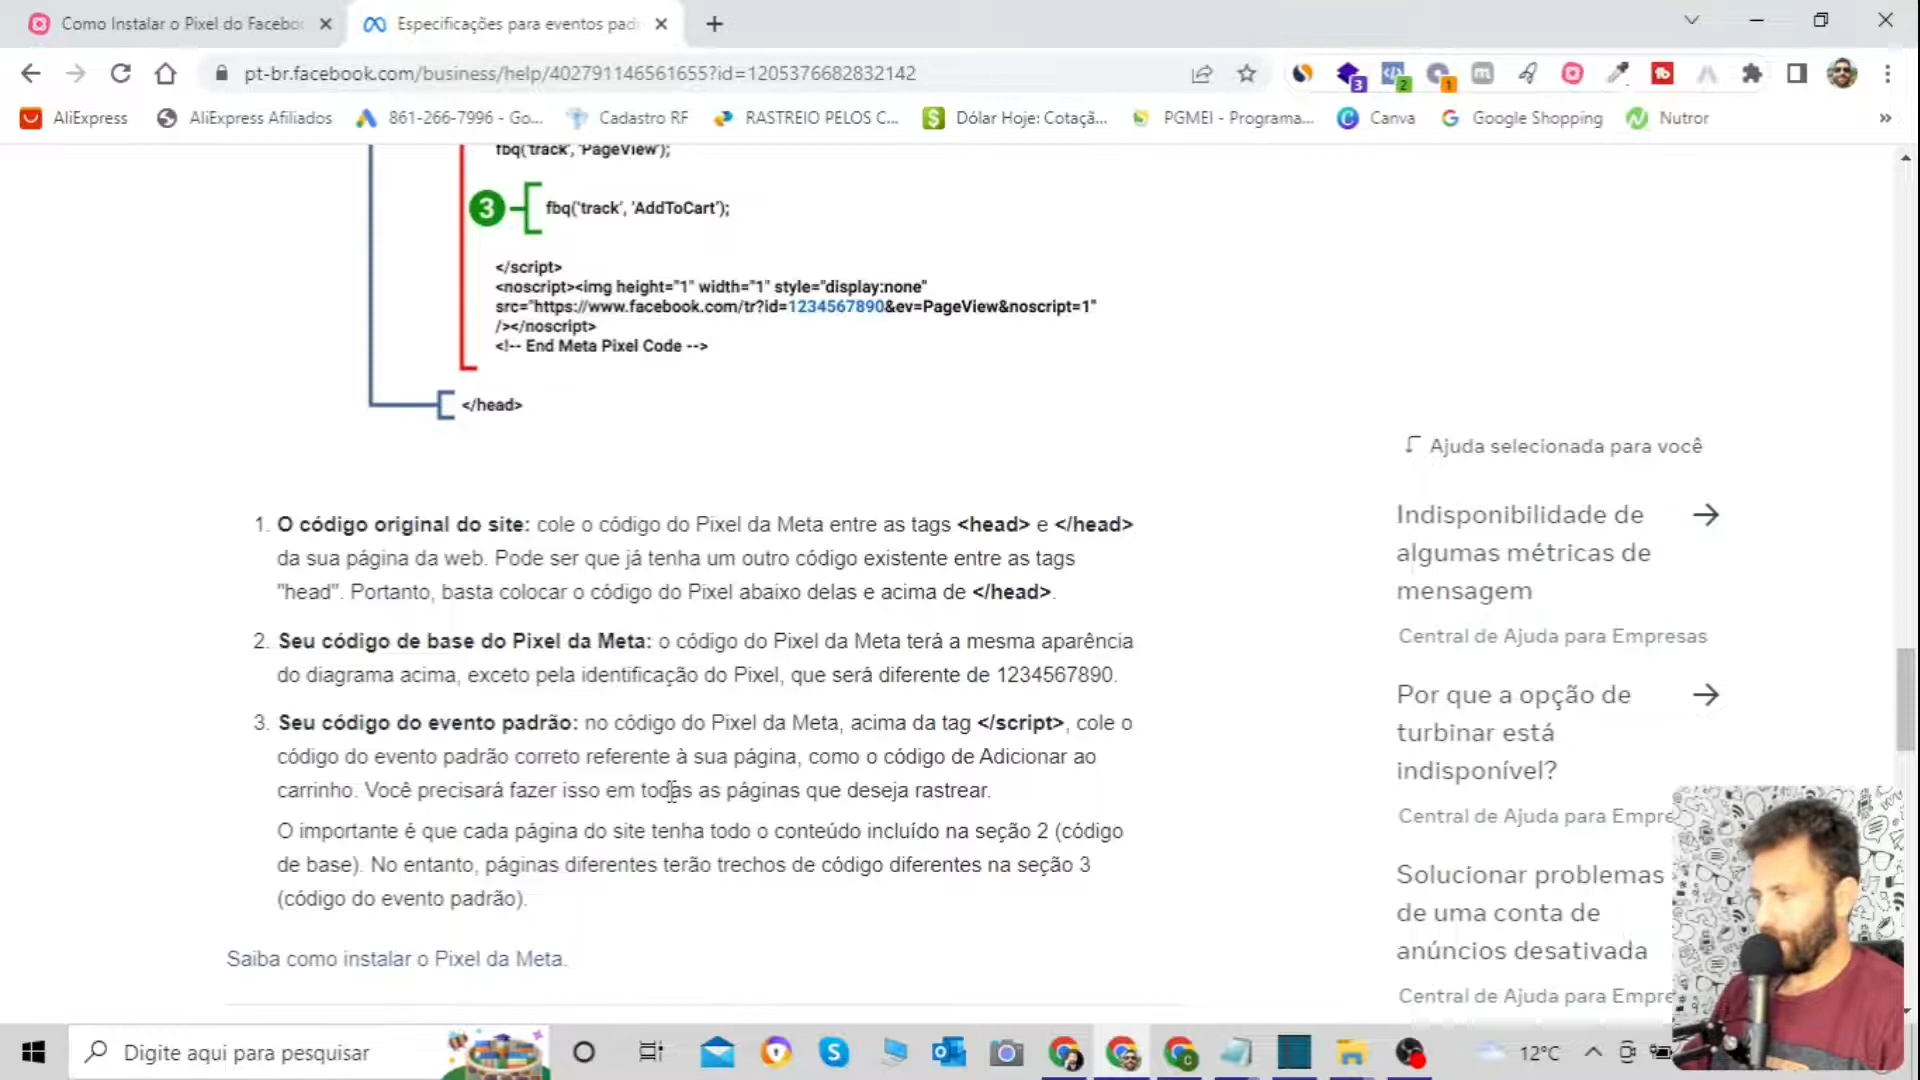 Como Instalar o Pixel do Facebo
Especificações para eventos pad
pt-br.facebook.com/business/help/402791146561655?id=1205376682832142
3
2
1
AliExpress
AliExpress Afiliados
861-266-7996 - Go...
Cadastro RF
RASTREIO PELOS C...
Dólar Hoje: Cotaçã...
PGMEI - Programa...
Canva
Google Shopping
Nutror
fbq('track', 'PageView');
3
fbq('track', 'AddToCart');
</script>
<noscript><img height="1" width="1" style="display:none"
src="https://www.facebook.com/tr?id=1234567890&ev=PageView&noscript=1"
/></noscript>
<!-- End Meta Pixel Code -->
</head>
1. O código original do site: cole o código do Pixel da Meta entre as tags <head> e </head>
da sua página da web. Pode ser que já tenha um outro código existente entre as tags
"head". Portanto, basta colocar o código do Pixel abaixo delas e acima de </head>.
2. Seu código de base do Pixel da Meta: o código do Pixel da Meta terá a mesma aparência
do diagrama acima, exceto pela identificação do Pixel, que será diferente de 1234567890.
3. Seu código do evento padrão: no código do Pixel da Meta, acima da tag </script>, cole o
código do evento padrão correto referente à sua página, como o código de Adicionar ao
carrinho. Você precisará fazer isso em todas as páginas que deseja rastrear.
O importante é que cada página do site tenha todo o conteúdo incluído na seção 2 (código
de base). No entanto, páginas diferentes terão trechos de código diferentes na seção 3
(código do evento padrão).
Saiba como instalar o Pixel da Meta.
Ajuda selecionada para você
Indisponibilidade de
algumas métricas de
mensagem
Central de Ajuda para Empresas
Por que a opção de
turbinar está
indisponível?
Central de Ajuda para Empre
Solucionar problemas
de uma conta de
anúncios desativada
Central de Ajuda para Empre
Digite aqui para pesquisar
12°C